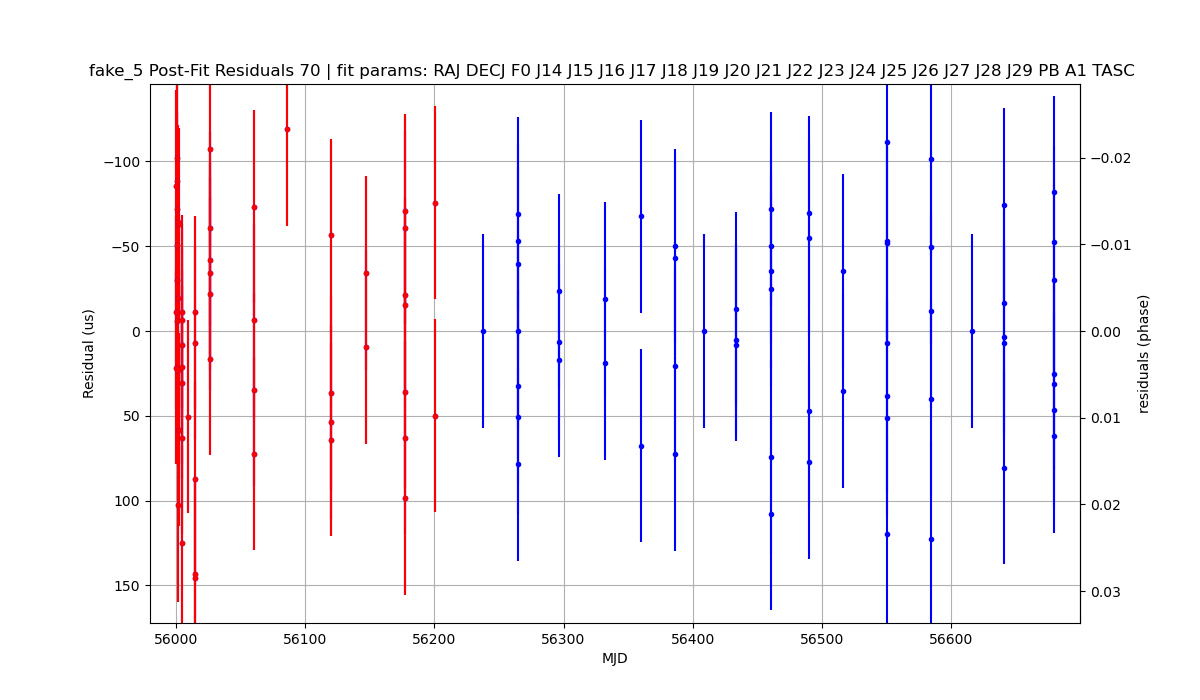 fake_5 Post-Fit Residuals 70 | fit params: RAJ DECJ F0 J14 J15 J16 J17 J18 J19 J20 J21 J22 J23 J24 J25 J26 J27 J28 J29 PB A1 TASC
−100
−50
0
50
100
150
Residual (us)
−0.02
−0.01
0.00
0.01
0.02
0.03
residuals (phase)
56000 56100 56200 56300 56400 56500 56600
MJD